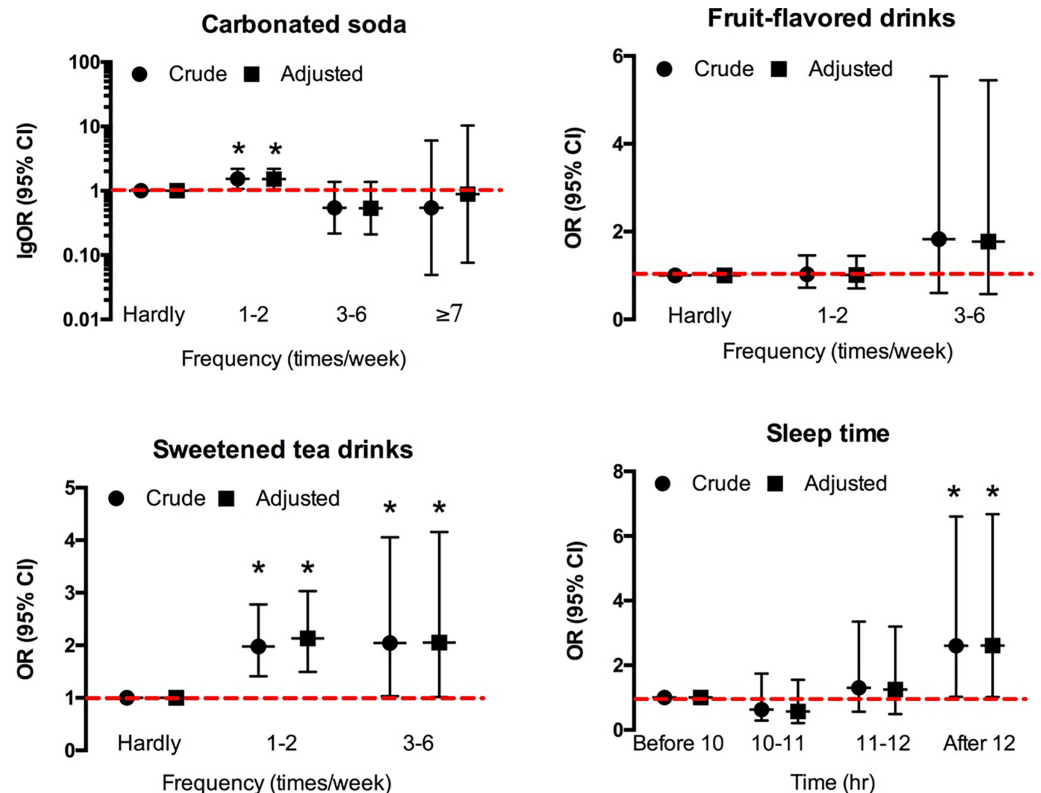 Carbonated soda
Crude Adjusted
lgOR (95% CI)
100
10
1
0.10
0.01
* *
Hardly 1-2 3-6 ≥7
Frequency (times/week)
Fruit-flavored drinks
Crude Adjusted
OR (95% CI)
6
4
2
0
Hardly 1-2 3-6
Frequency (times/week)
Sweetened tea drinks
Crude Adjusted
OR (95% CI)
5
4
3
2
1
0
* * * *
Hardly 1-2 3-6
Frequency (times/week)
Sleep time
Crude Adjusted
OR (95% CI)
8
6
4
2
0
* *
Before 10 10-11 11-12 After 12
Time (hr)